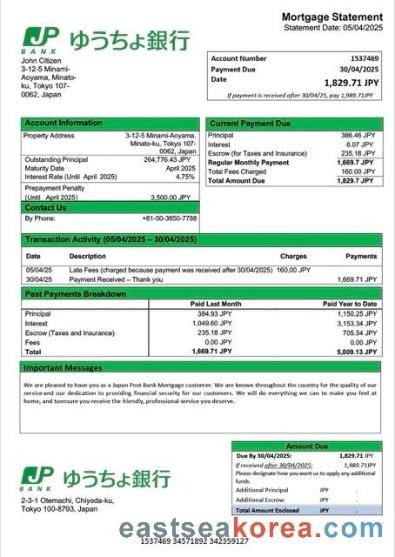 Mortgage Statement
Statement Date: 05/04/2025
JP
BANK
ゆうちょ銀行
John Citizen
3-12-5 Minami-
Aoyama, Minato-
ku, Tokyo 107-
0062, Japan
Account Number 1537469
Payment Due 30/04/2025
Date
1,829.71 JPY
If payment is received after 30/04/25, pay 1,989.71JPY
Account Information
Property Address 3-12-5 Minami-Aoyama,
Minato-ku, Tokyo 107-
0062, Japan
Outstanding Principal 264,776.43 JPY
Maturity Date April 2025
Interest Rate (Until April 2025) 4.75%
Prepayment Penalty
(Until April 2025) 3,500.00 JPY
Contact Us
By Phone: +81-50-3850-7788
Current Payment Due
Principal 386.46 JPY
Interest 8.07 JPY
Escrow (for Taxes and Insurance) 235.18 JPY
Regular Monthly Payment 1,669.7 JPY
Total Fees Charged 160.00 JPY
Total Amount Due 1,829.7 JPY
Transaction Activity (05/04/2025 – 30/04/2025)
Date Description Charges Payments
05/04/25 Late Fees (charged because payment was received after 30/04/2025) 160.00 JPY
30/04/25 Payment Received – Thank you 1,669.71 JPY
Past Payments Breakdown
Paid Last Month Paid Year to Date
Principal 384.93 JPY 1,150.25 JPY
Interest 1,049.60 JPY 3,153.34 JPY
Escrow (Taxes and Insurance) 235.18 JPY 705.54 JPY
Fees 0.00 JPY 0.00 JPY
Total 1,669.71 JPY 5,009.13 JPY
Important Messages
We are pleased to have you as a Japan Post Bank Mortgage customer. We are known throughout the country for the quality of our
service and our dedication to providing financial security for our customers. We will do everything we can to make you feel at
home, and toensure you receive the friendly, professional service you deserve.
JP
BANK
ゆうちょ銀行
2-3-1 Otemachi, Chiyoda-ku,
Tokyo 100-8793, Japan
Amount Due
Due By 30/04/2025: 1,829.71 JPY
If received after 30/04/2025: 1,989.71JPY
Please designate how you want us to apply any additional
funds.
Additional Principal JPY .
Additional Escrow JPY .
Total Amount Enclosed JPY .
eastseakorea.com
1537469 34571892 342359127